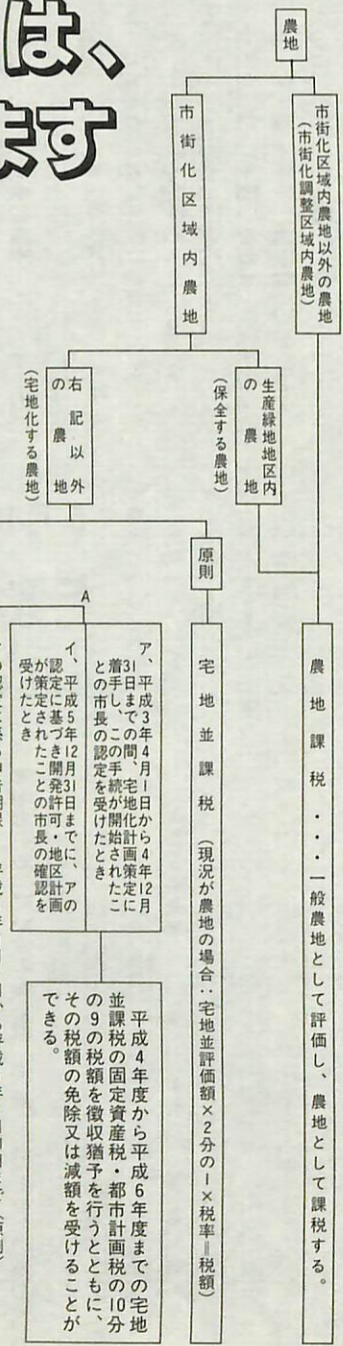 は、
ます
農地
市街化区域内農地以外の農地
（市街化調整区域内農地）
市街化区域内農地
生産緑地地区内
の農地
（保全する農地）
右記以外
の農地
（宅地化する農地）
農地課税・・・一般農地として評価し、農地として課税する。
原則
宅地並課税（現況が農地の場合：宅地並評価額×2分の1×税率＝税額）
A
ア、平成3年4月1日から4年12月
31日までの間、宅地化計画策定に
着手し、この手続が開始されたこ
との市長の認定を受けたとき
イ、平成5年12月31日までに、アの
認定に基づき開発許可・地区計画
が策定されたことの市長の確認を
受けたとき
平成4年度から平成6年度までの宅地
並課税の固定資産税・都市計画税の10分
の9の税額を徴収猶予を行うとともに、
その税額の免除又は減額を受けることが
できる。